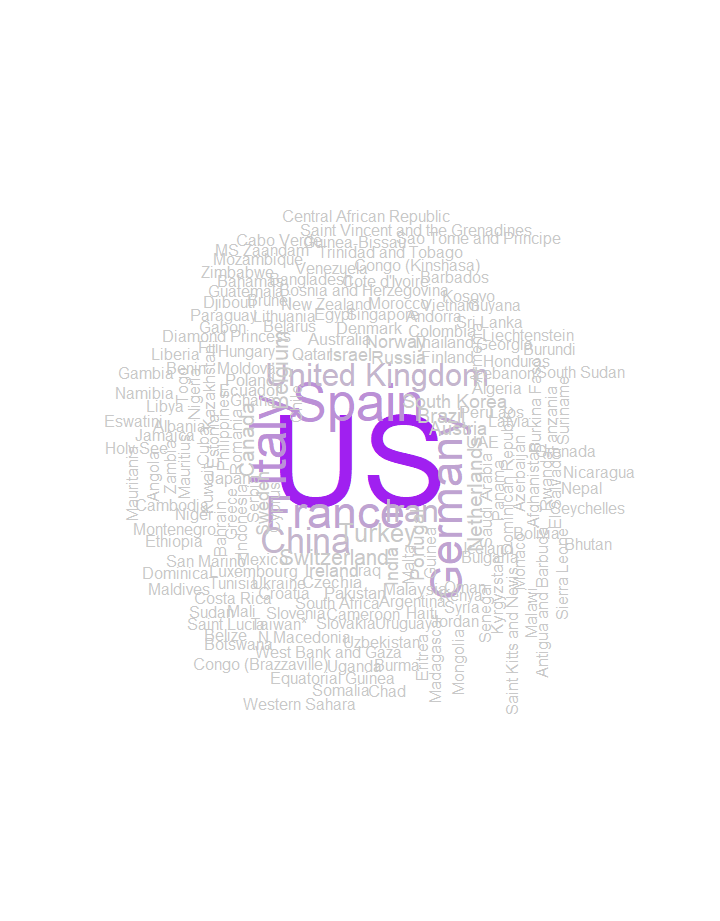 Central African Republic
Saint Vincent and the Grenadines
Cabo Verde
Guinea-Bissau
Sao Tome and Principe
MS Zaandam
Trinidad and Tobago
Mozambique
Venezuela
Congo (Kinshasa)
Zimbabwe
Bahamas
Bangladesh
Cote d'Ivoire
Barbados
Guatemala
Bosnia and Herzegovina
Kosovo
Djibouti
Brunei
New Zealand
Morocco
Vietnam
Guyana
Paraguay
Lithuania
Egypt
Singapore
Andorra
Sri Lanka
Gabon
Belarus
Denmark
Colombia
Liechtenstein
Diamond Princess
Australia
Norway
Thailand
Georgia
Fiji
Hungary
Qatar
Israel
Russia
Finland
Burundi
Liberia
Benin
Moldova
Honduras
Gambia
Poland
United Kingdom
Lebanon
South Sudan
Namibia
Ecuador
Spain
Algeria
Libya
Ghana
South Korea
Peru
Laos
Eswatini
Albania
Brazil
Latvia
Jamaica
Austria
Holy See
US
UAE
Italy
Germany
Canada
Netherlands
Belgium
Togo
Nigeria
Kazakhstan
Chile
Burkina Faso
Tanzania
Suriname
Mauritania
Angola
Zambia
Mauritius
Kuwait
Cuba
Estonia
Philippines
Romania
Japan
Grenada
Nicaragua
Nepal
Seychelles
Cambodia
Niger
Montenegro
Ethiopia
Bahrain
Greece
Indonesia
Serbia
Sweden
Cyprus
France
Iran
China
Turkey
Switzerland
India
Malta
Portugal
Guinea
Saudi Arabia
Panama
Dominican Republic
Azerbaijan
Afghanistan
El Salvador
Rwanda
Bolivia
Bhutan
Iceland
Bulgaria
San Marino
Mexico
Dominica
Luxembourg
Ireland
Iraq
Maldives
Tunisia
Ukraine
Czechia
Costa Rica
Croatia
Pakistan
Malaysia
Oman
Kenya
South Africa
Argentina
Sudan
Mali
Slovenia
Cameroon
Haiti
Syria
Saint Lucia
Taiwan*
Slovakia
Uruguay
Jordan
Belize
N.Macedonia
Uzbekistan
Botswana
West Bank and Gaza
Congo (Brazzaville)
Uganda
Burma
Equatorial Guinea
Somalia
Chad
Western Sahara
Eritrea
Madagascar
Mongolia
Senegal
Kyrgyzstan
Saint Kitts and Nevis
Monaco
Malawi
Antigua and Barbuda
Sierra Leone